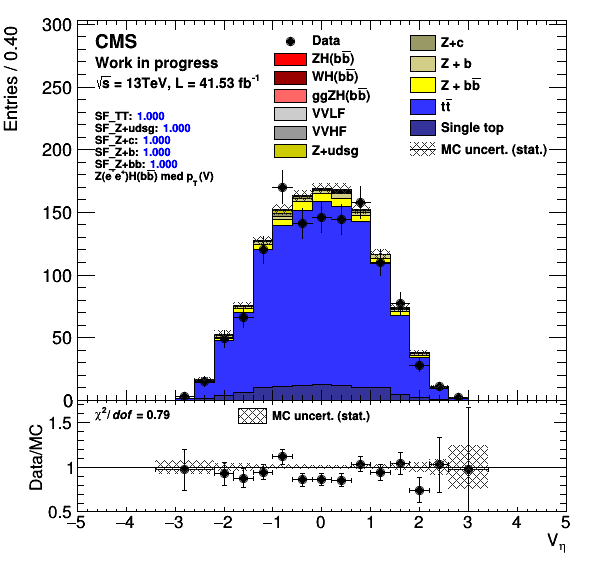 CMS
Work in progress
√s = 13TeV, L = 41.53 fb⁻¹
SF_TT: 1.000
SF_Z+udsg: 1.000
SF_Z+c: 1.000
SF_Z+b: 1.000
SF_Z+bb: 1.000
Z(e⁻e⁺)H(bb̅) med p_T(V)
Data
ZH(bb̅)
WH(bb̅)
ggZH(bb̅)
VVLF
VVHF
Z+udsg
Z+c
Z + b
Z + bb̅
tt̅
Single top
MC uncert. (stat.)
Entries / 0.40
300
250
200
150
100
50
0
χ²/dof = 0.79
MC uncert. (stat.)
Data/MC
1.5
1
0.5
−5 −4 −3 −2 −1 0 1 2 3 4 5
V_η